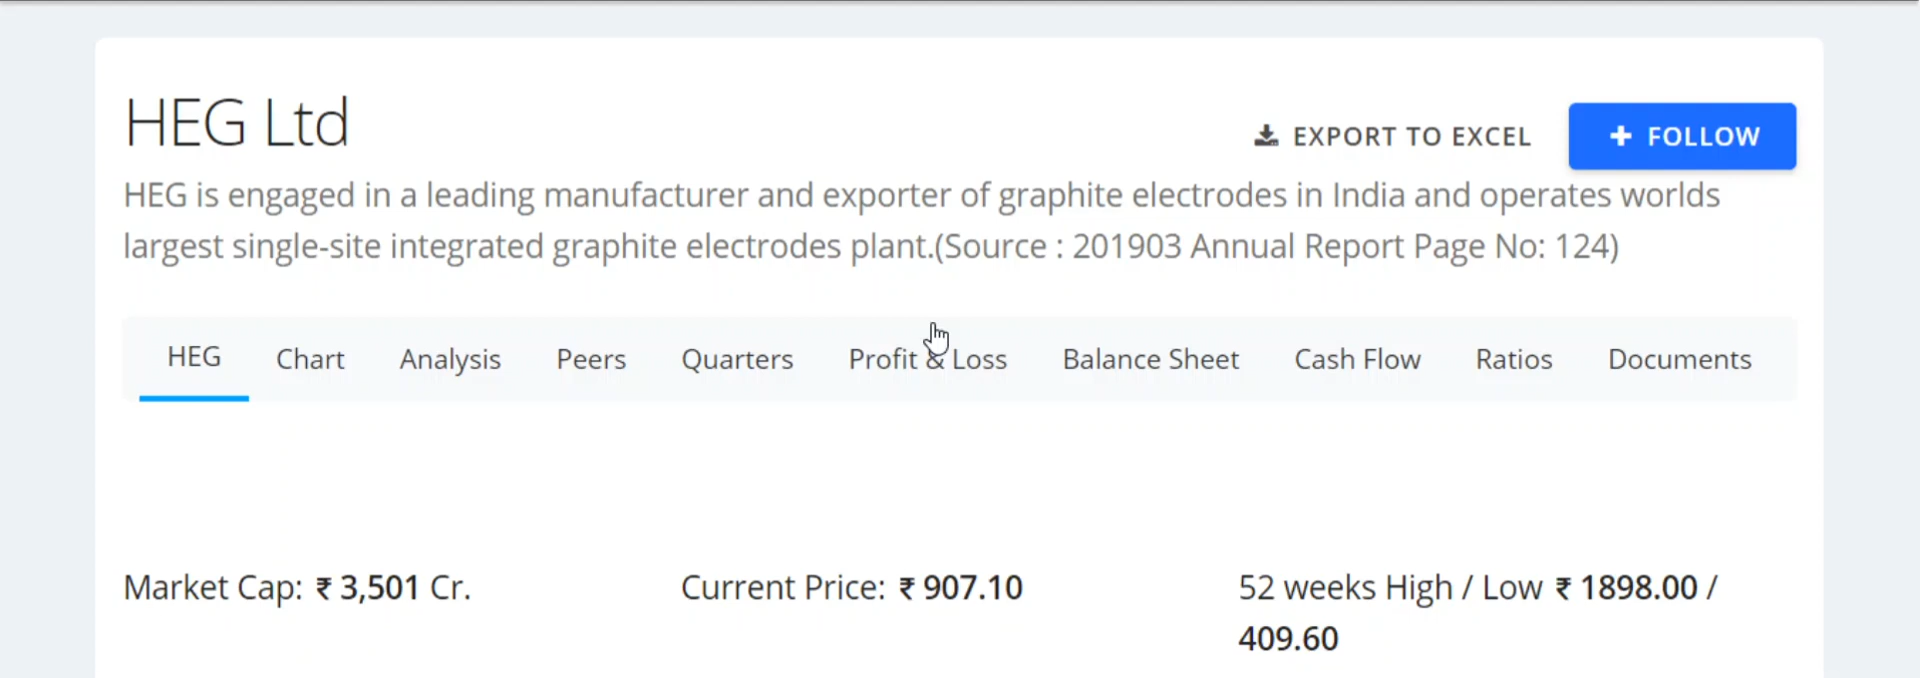 HEG Ltd
EXPORT TO EXCEL
FOLLOW
HEG is engaged in a leading manufacturer and exporter of graphite electrodes in India and operates worlds
largest single-site integrated graphite electrodes plant.(Source : 201903 Annual Report Page No: 124)
HEG Chart Analysis Peers Quarters Profit & Loss Balance Sheet Cash Flow Ratios Documents
Market Cap: ₹ 3,501 Cr. Current Price: ₹ 907.10 52 weeks High / Low ₹ 1898.00 /
409.60